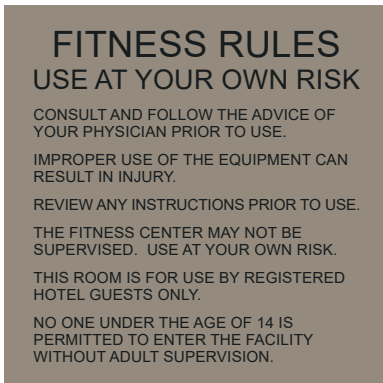 FITNESS RULES
USE AT YOUR OWN RISK
CONSULT AND FOLLOW THE ADVICE OF
YOUR PHYSICIAN PRIOR TO USE.
IMPROPER USE OF THE EQUIPMENT CAN
RESULT IN INJURY.
REVIEW ANY INSTRUCTIONS PRIOR TO USE.
THE FITNESS CENTER MAY NOT BE
SUPERVISED.  USE AT YOUR OWN RISK.
THIS ROOM IS FOR USE BY REGISTERED
HOTEL GUESTS ONLY.
NO ONE UNDER THE AGE OF 14 IS
PERMITTED TO ENTER THE FACILITY
WITHOUT ADULT SUPERVISION.